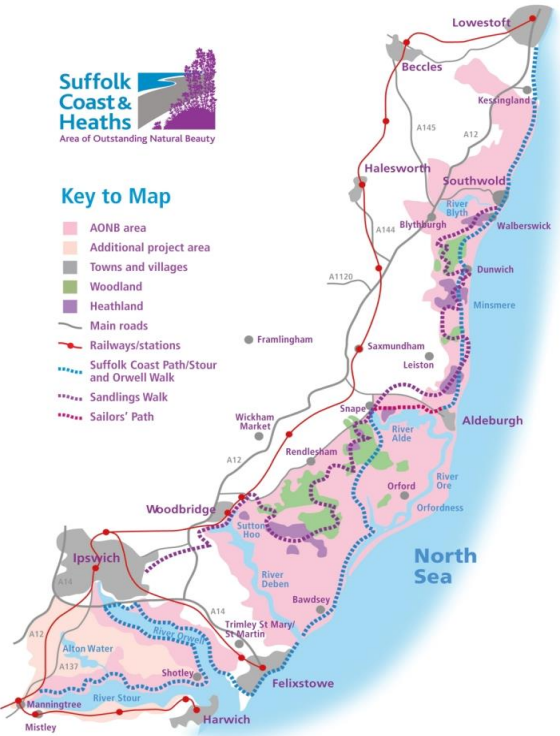 Suffolk
Coast &
Heaths
Area of Outstanding Natural Beauty
Key to Map
AONB area
Additional project area
Towns and villages
Woodland
Heathland
Main roads
Railways/stations
Suffolk Coast Path/Stour
and Orwell Walk
Sandlings Walk
Sailors' Path
Lowestoft
Beccles
Kessingland
A145
A12
Halesworth
Southwold
River
Blyth
Blythburgh
Walberswick
A144
Dunwich
A1120
Minsmere
Framlingham
Saxmundham
Leiston
Snape
Aldeburgh
Wickham
Market
River
Alde
Rendlesham
A12
River
Ore
Orford
Orfordness
Woodbridge
Sutton
Hoo
North
Sea
Ipswich
A14
River
Deben
Bawdsey
A14
Trimley St Mary/
St Martin
River Orwell
A12
Alton Water
A137
Shotley
Felixstowe
River Stour
Manningtree
Harwich
Mistley